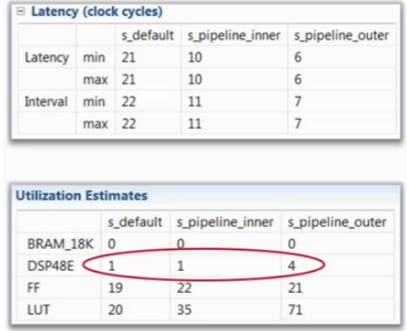 Latency (clock cycles)
s_default s_pipeline_inner s_pipeline_outer
Latency min 21 10 6
max 21 10 6
Interval min 22 11 7
max 22 11 7
Utilization Estimates
s_default s_pipeline_inner s_pipeline_outer
BRAM_18K 0 0 0
DSP48E 1 1 4
FF 19 22 21
LUT 20 35 71